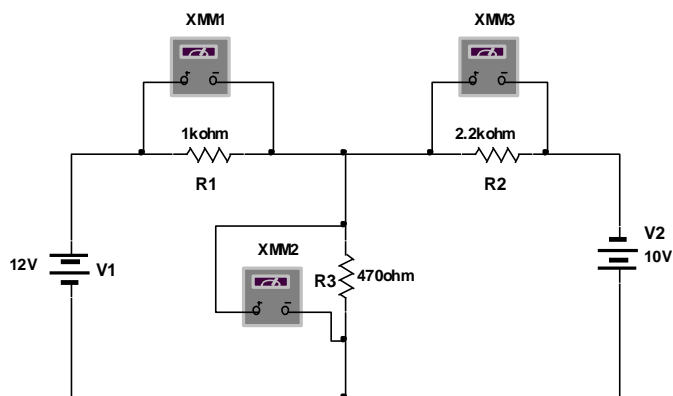 XMM1
XMM3
1kohm
2.2kohm
R1
R2
XMM2
V2
12V
V1
R3
470ohm
10V